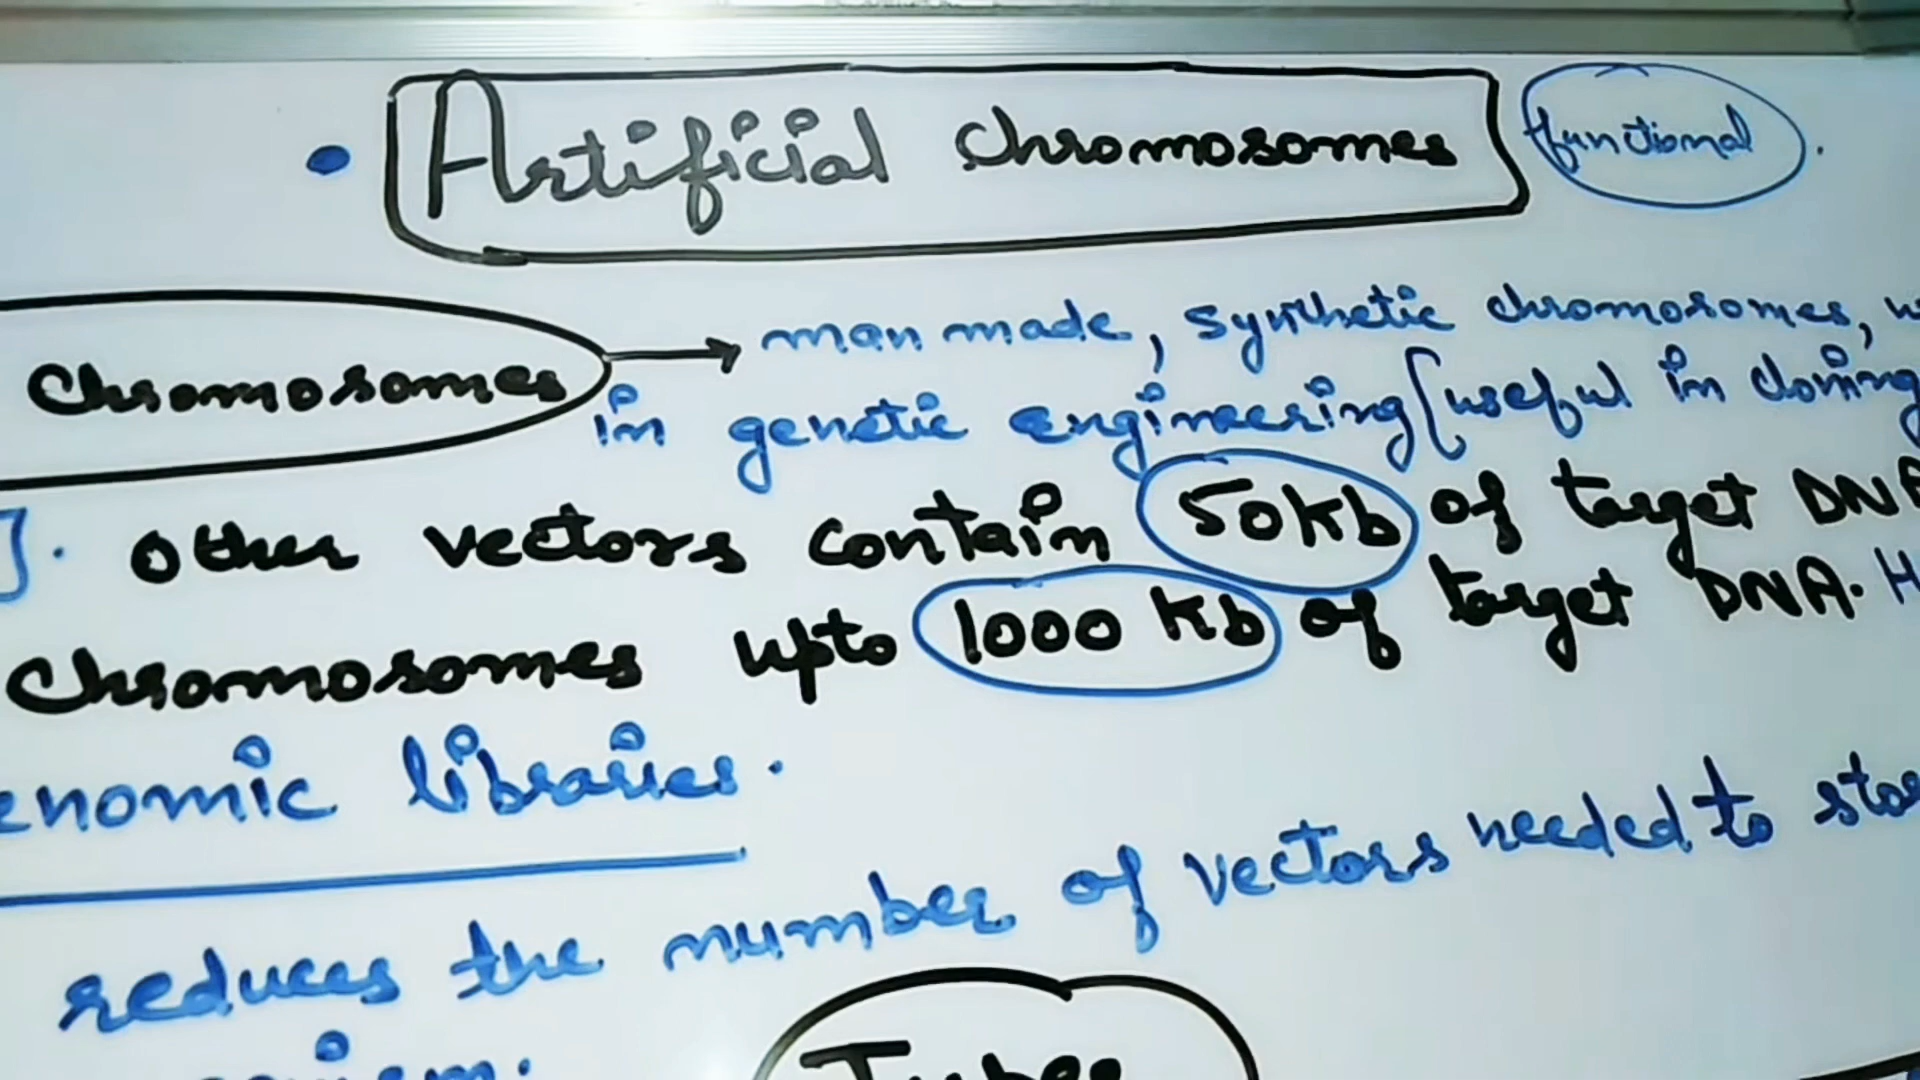 Artificial Chromosomes functional.
Chromosomes → man made, synthetic chromosomes,
in genetic engineering [useful in cloning
]. Other vectors contain 50kb of target DNA
Chromosomes upto 1000 Kb of target DNA. H
enomic libraries.
reduces the number of vectors needed to